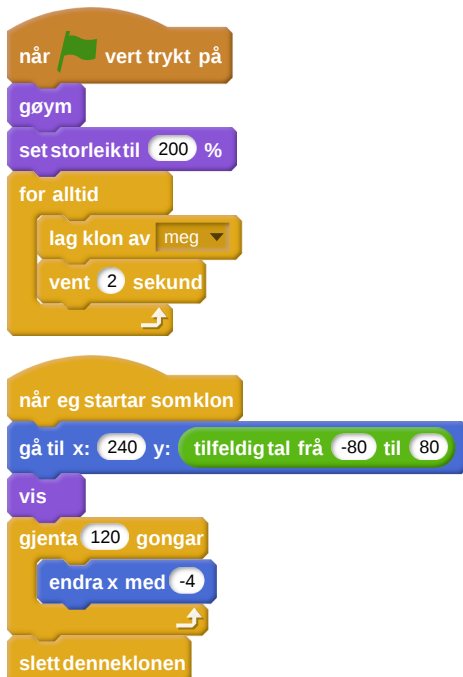 når vert trykt på
gøym
set storleik til 200 %
for alltid
lag klon av meg
vent 2 sekund
når eg startar som klon
gå til x: 240 y: tilfeldig tal frå -80 til 80
vis
gjenta 120 gongar
endra x med -4
slett denne klonen